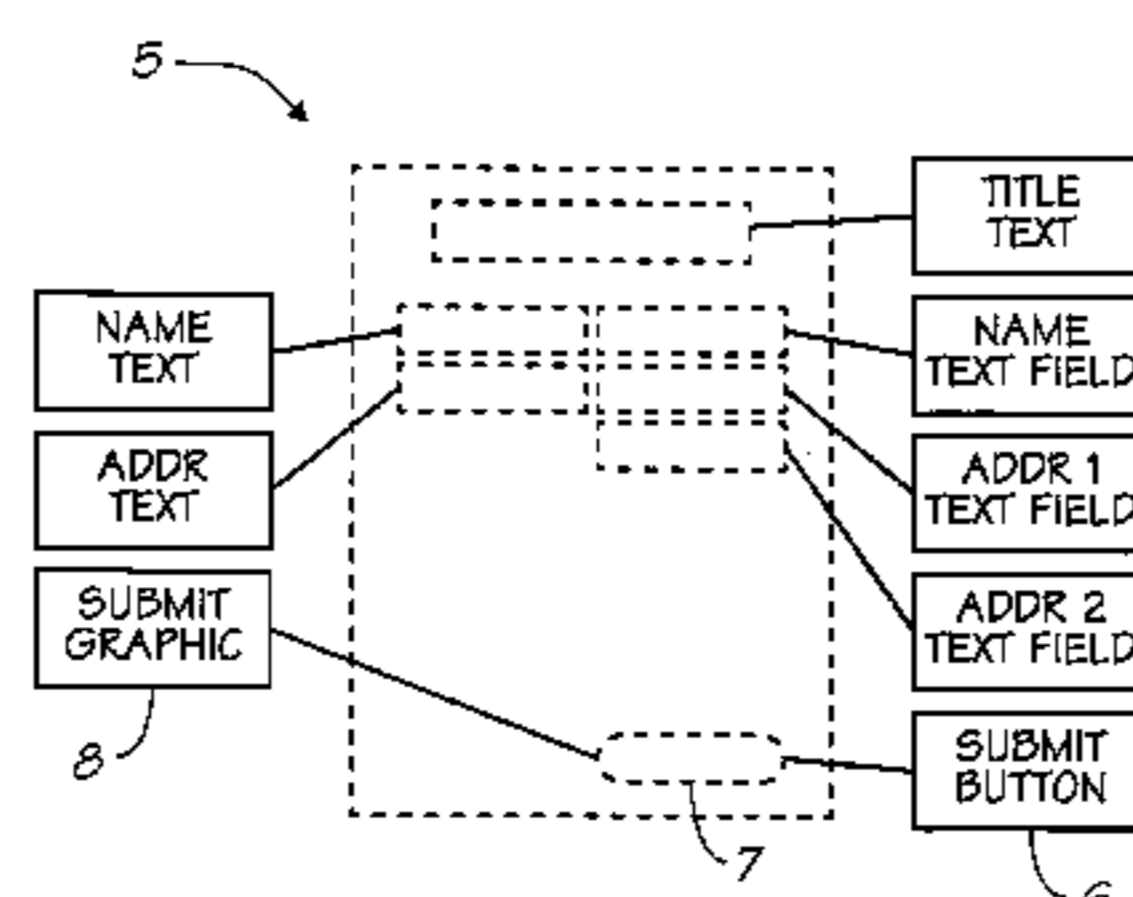 5
TITLE
TEXT
NAME
TEXT
NAME
TEXT FIELD
ADDR
TEXT
ADDR 1
TEXT FIELD
SUBMIT
GRAPHIC
ADDR 2
TEXT FIELD
8
SUBMIT
BUTTON
7
6